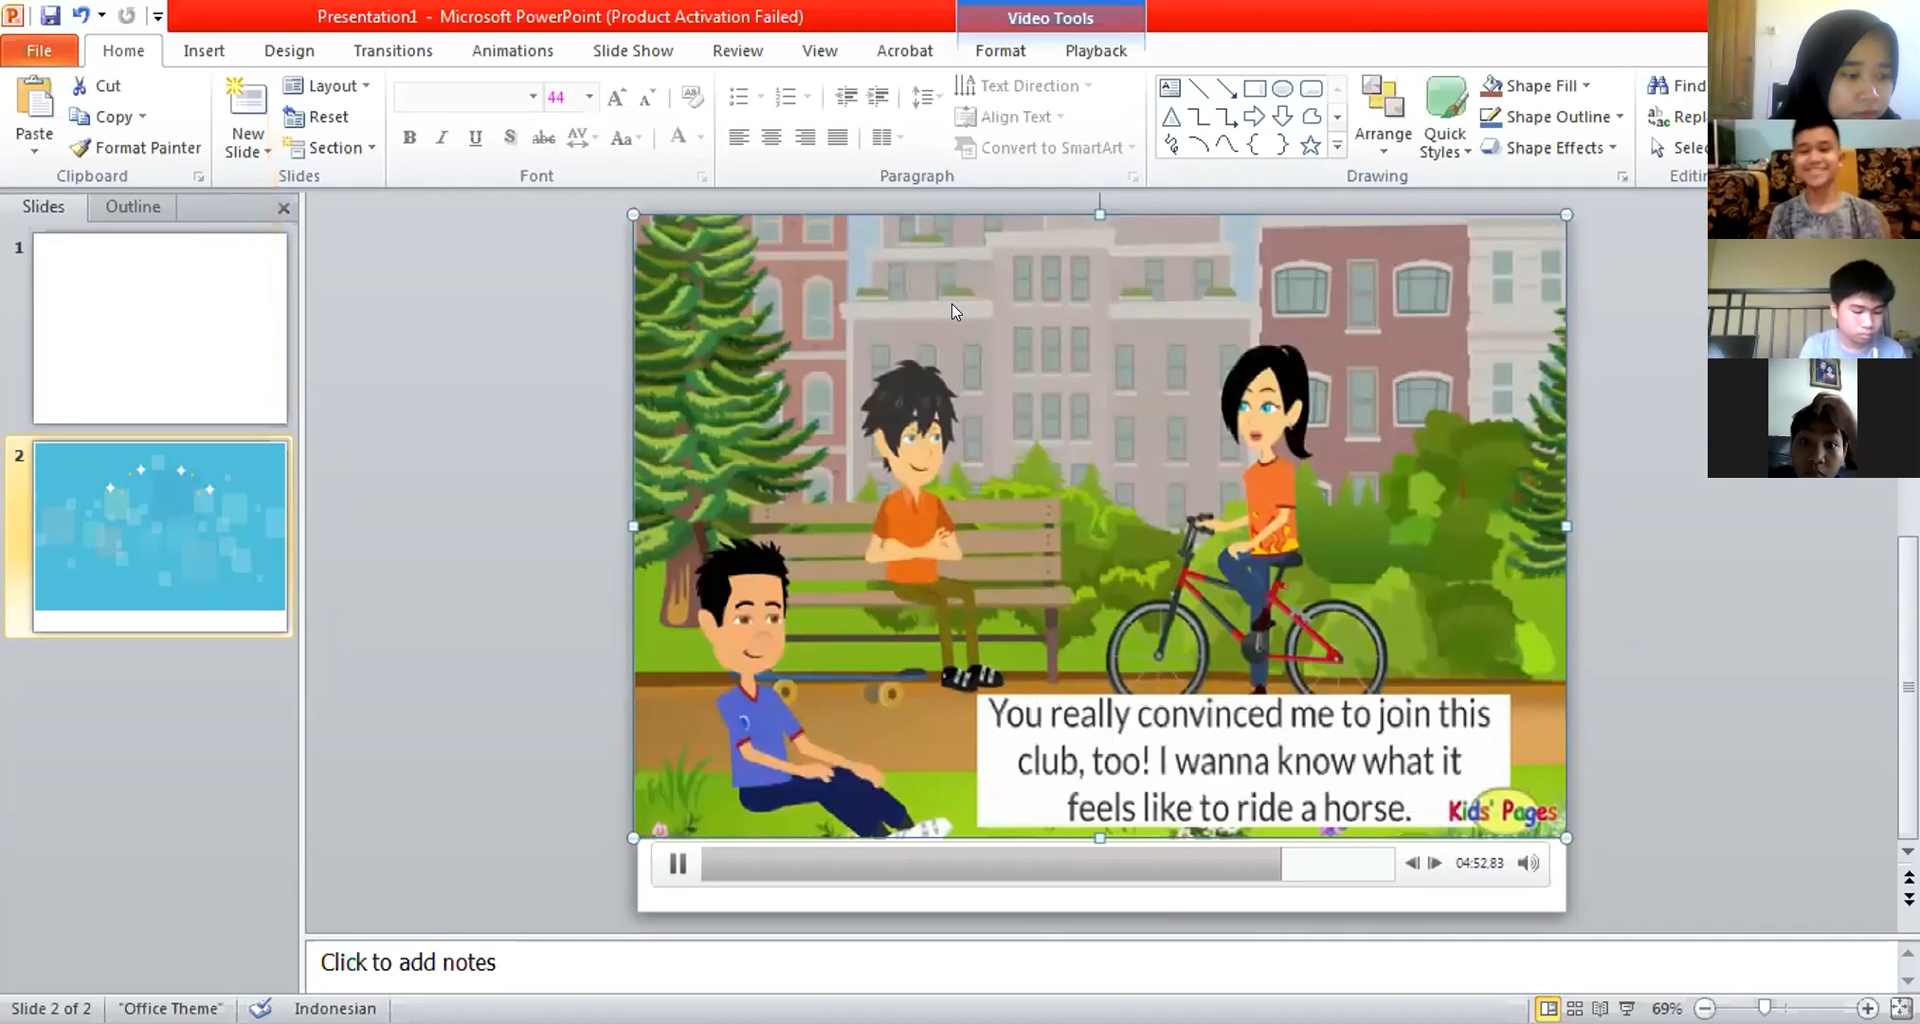 Presentation1 - Microsoft PowerPoint (Product Activation Failed)
Video Tools
File
Home
Insert
Design
Transitions
Animations
Slide Show
Review
View
Acrobat
Format
Playback
Paste
Cut
Copy
Format Painter
Clipboard
New
Slide
Layout
Reset
Section
Slides
44
Font
Text Direction
Align Text
Convert to SmartArt
Paragraph
Arrange
Quick
Styles
Shape Fill
Shape Outline
Shape Effects
Drawing
Find
Repl
Selec
Editin
Slides
Outline
1
2
You really convinced me to join this
club, too! I wanna know what it
feels like to ride a horse.
Kids' Pages
04:52,83
Click to add notes
Slide 2 of 2
"Office Theme"
Indonesian
69%